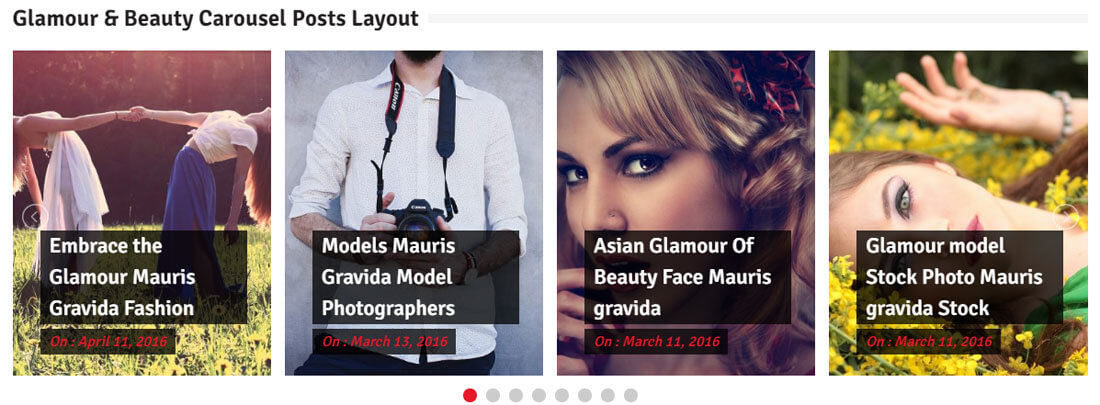 Glamour & Beauty Carousel Posts Layout
Canon
Canon
Embrace the
Glamour Mauris
Gravida Fashion
On : April 11, 2016
Models Mauris
Gravida Model
Photographers
On : March 13, 2016
Asian Glamour Of
Beauty Face Mauris
gravida
On : March 11, 2016
Glamour model
Stock Photo Mauris
gravida Stock
On : March 11, 2016